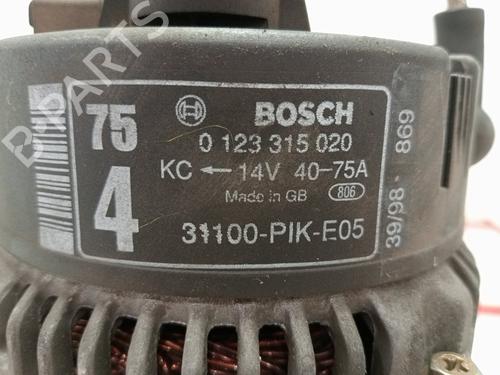 B-PARTS
75
4
BOSCH
0 123 315 020
KC ← 14V 40-75A
Made in GB 806
31100-PIK-E05
39/98- 869